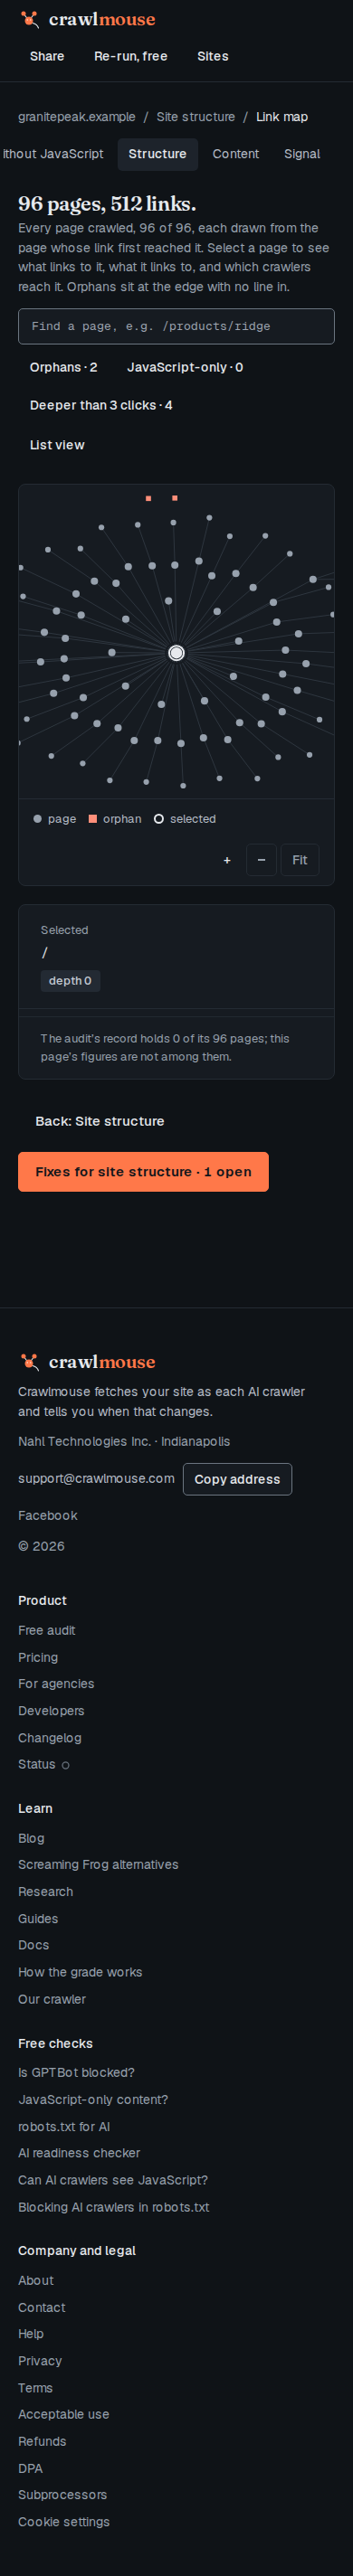 crawlmouse
Share Re-run, free Sites
granitepeak.example / Site structure / Link map
ithout JavaScript Structure Content Signal
96 pages, 512 links.
Every page crawled, 96 of 96, each drawn from the
page whose link first reached it. Select a page to see
what links to it, what it links to, and which crawlers
reach it. Orphans sit at the edge with no line in.
Find a page, e.g. /products/ridge
Orphans · 2 JavaScript-only · 0
Deeper than 3 clicks · 4
List view
page orphan selected
+ − Fit
Selected
/
depth 0
The audit's record holds 0 of its 96 pages; this
page's figures are not among them.
Back: Site structure
Fixes for site structure · 1 open
crawlmouse
Crawlmouse fetches your site as each AI crawler
and tells you when that changes.
Nahl Technologies Inc. · Indianapolis
support@crawlmouse.com Copy address
Facebook
© 2026
Product
Free audit
Pricing
For agencies
Developers
Changelog
Status
Learn
Blog
Screaming Frog alternatives
Research
Guides
Docs
How the grade works
Our crawler
Free checks
Is GPTBot blocked?
JavaScript-only content?
robots.txt for AI
AI readiness checker
Can AI crawlers see JavaScript?
Blocking AI crawlers in robots.txt
Company and legal
About
Contact
Help
Privacy
Terms
Acceptable use
Refunds
DPA
Subprocessors
Cookie settings